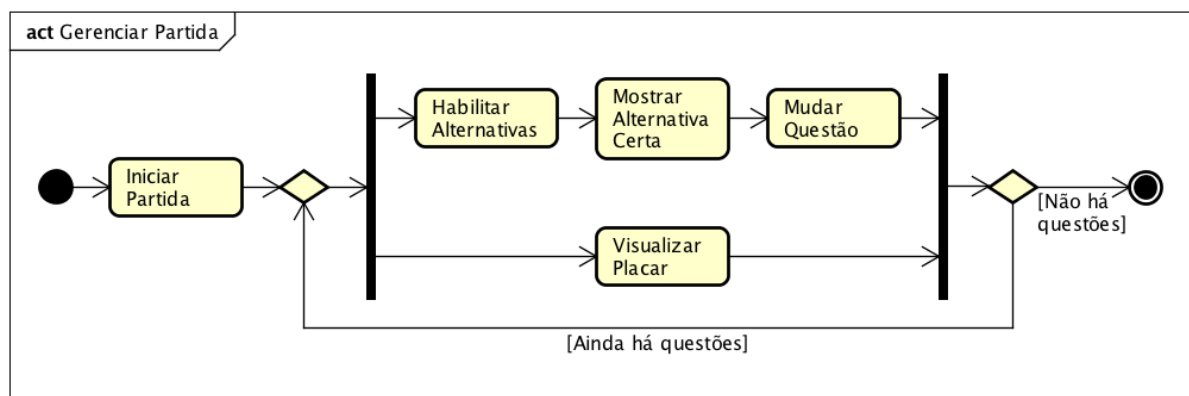 act Gerenciar Partida
Iniciar
Partida
Habilitar
Alternativas
Mostrar
Alternativa
Certa
Mudar
Questão
Visualizar
Placar
[Não há
questões]
[Ainda há questões]